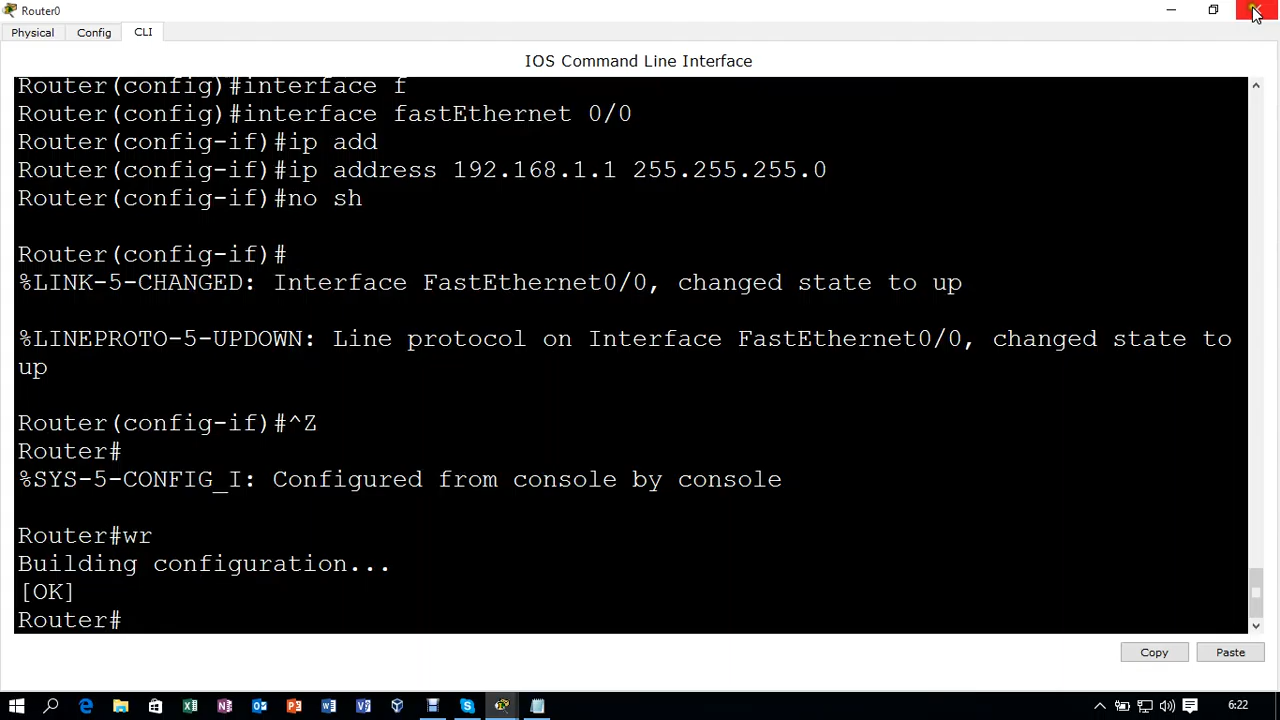 Router0
Physical
Config
CLI
IOS Command Line Interface
Router(config)#interface f
Router(config)#interface fastEthernet 0/0
Router(config-if)#ip add
Router(config-if)#ip address 192.168.1.1 255.255.255.0
Router(config-if)#no sh
Router(config-if)#
%LINK-5-CHANGED: Interface FastEthernet0/0, changed state to up
%LINEPROTO-5-UPDOWN: Line protocol on Interface FastEthernet0/0, changed state to
up
Router(config-if)#^Z
Router#
%SYS-5-CONFIG_I: Configured from console by console
Router#wr
Building configuration...
[OK]
Router#
Copy
Paste
6:22